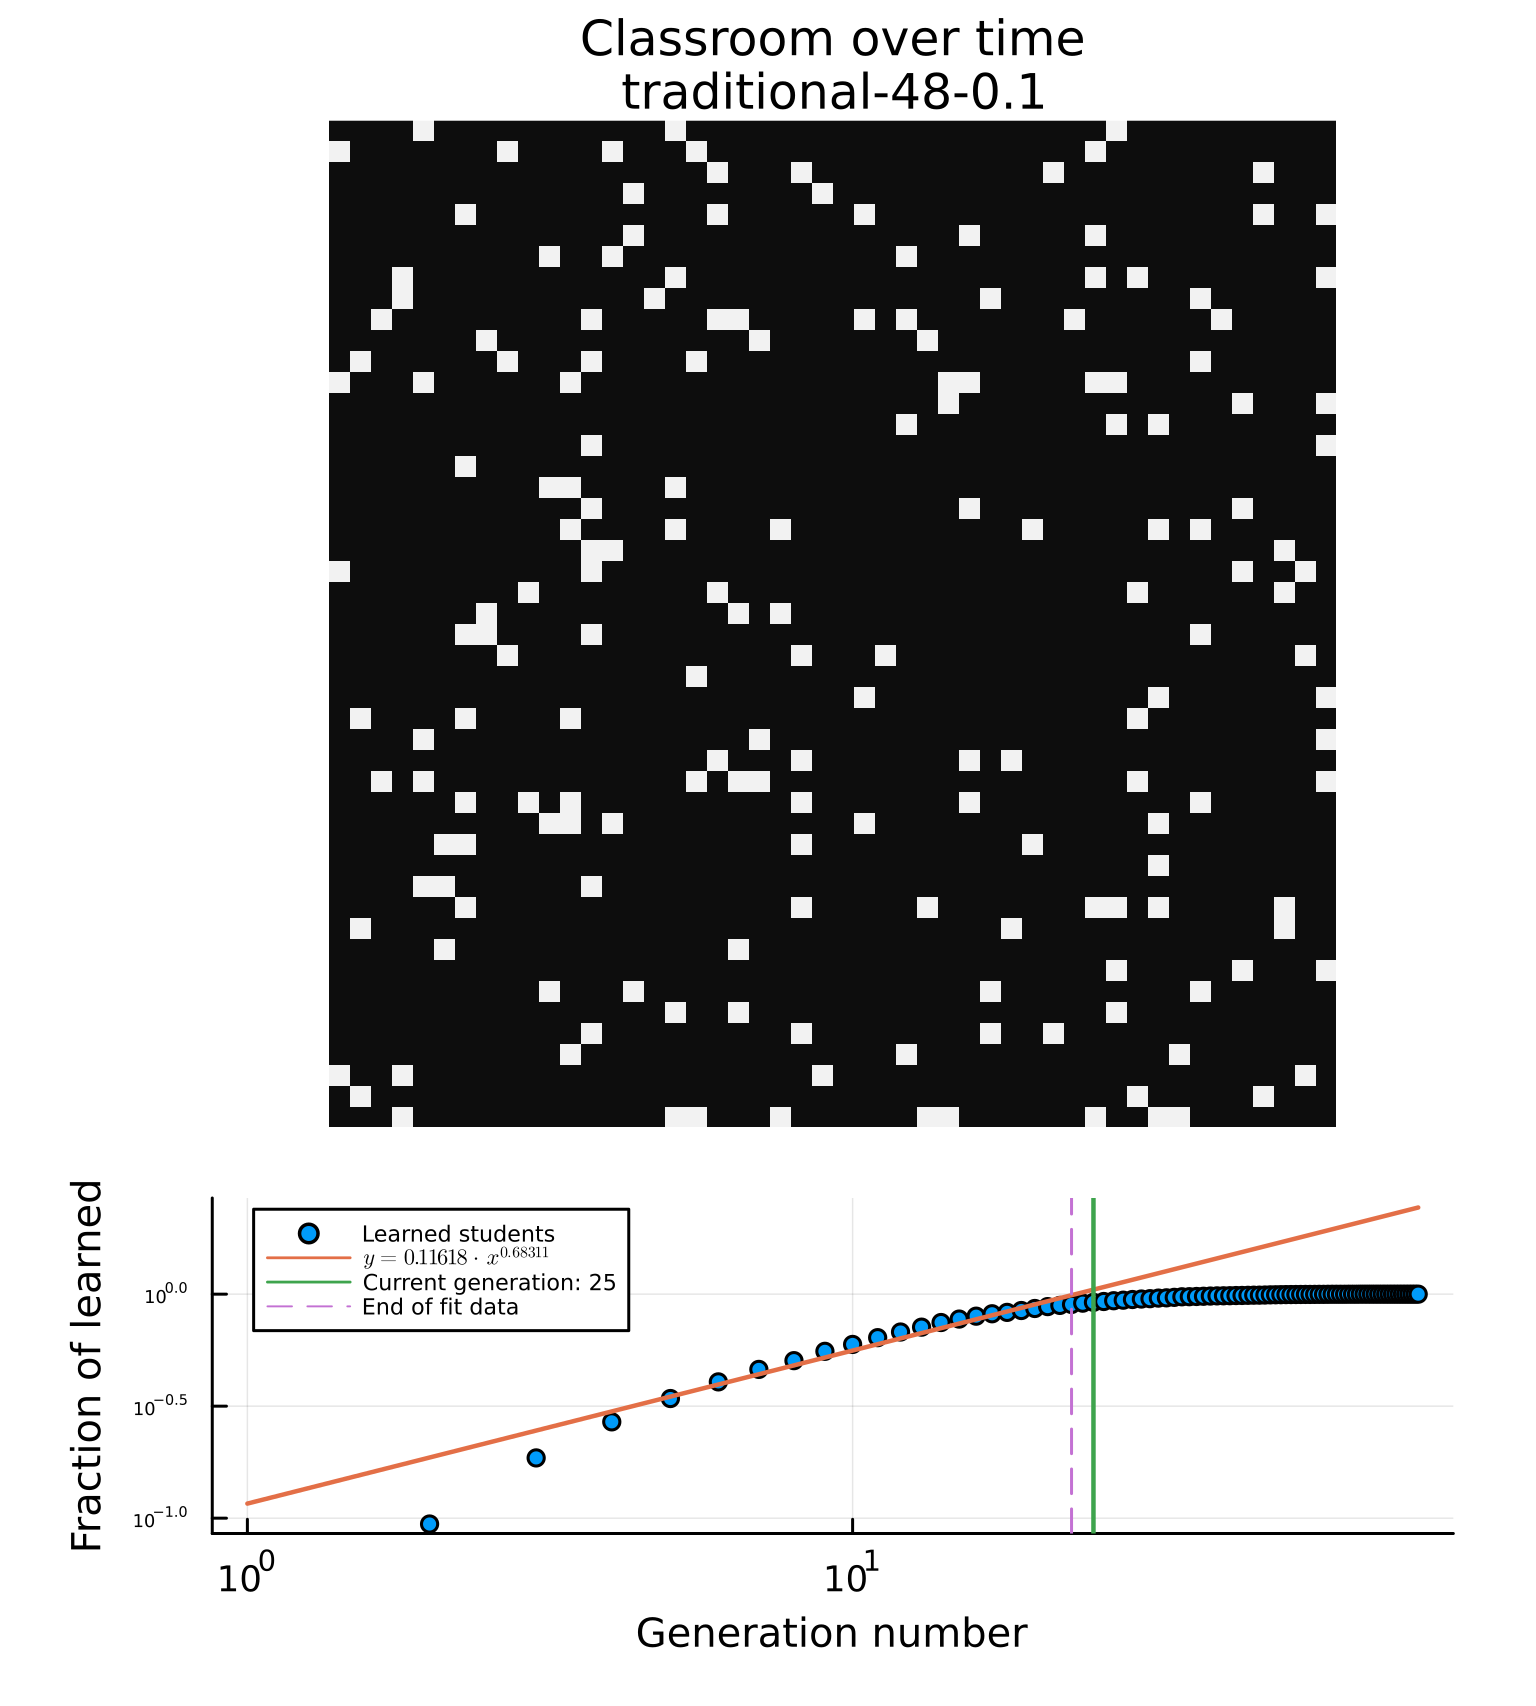 Classroom over time
traditional-48-0.1
Fraction of learned
Learned students
y = 0.11618 · x^0.68311
Current generation: 25
End of fit data
10^0.0
10^−0.5
10^−1.0
10^0
10^1
Generation number